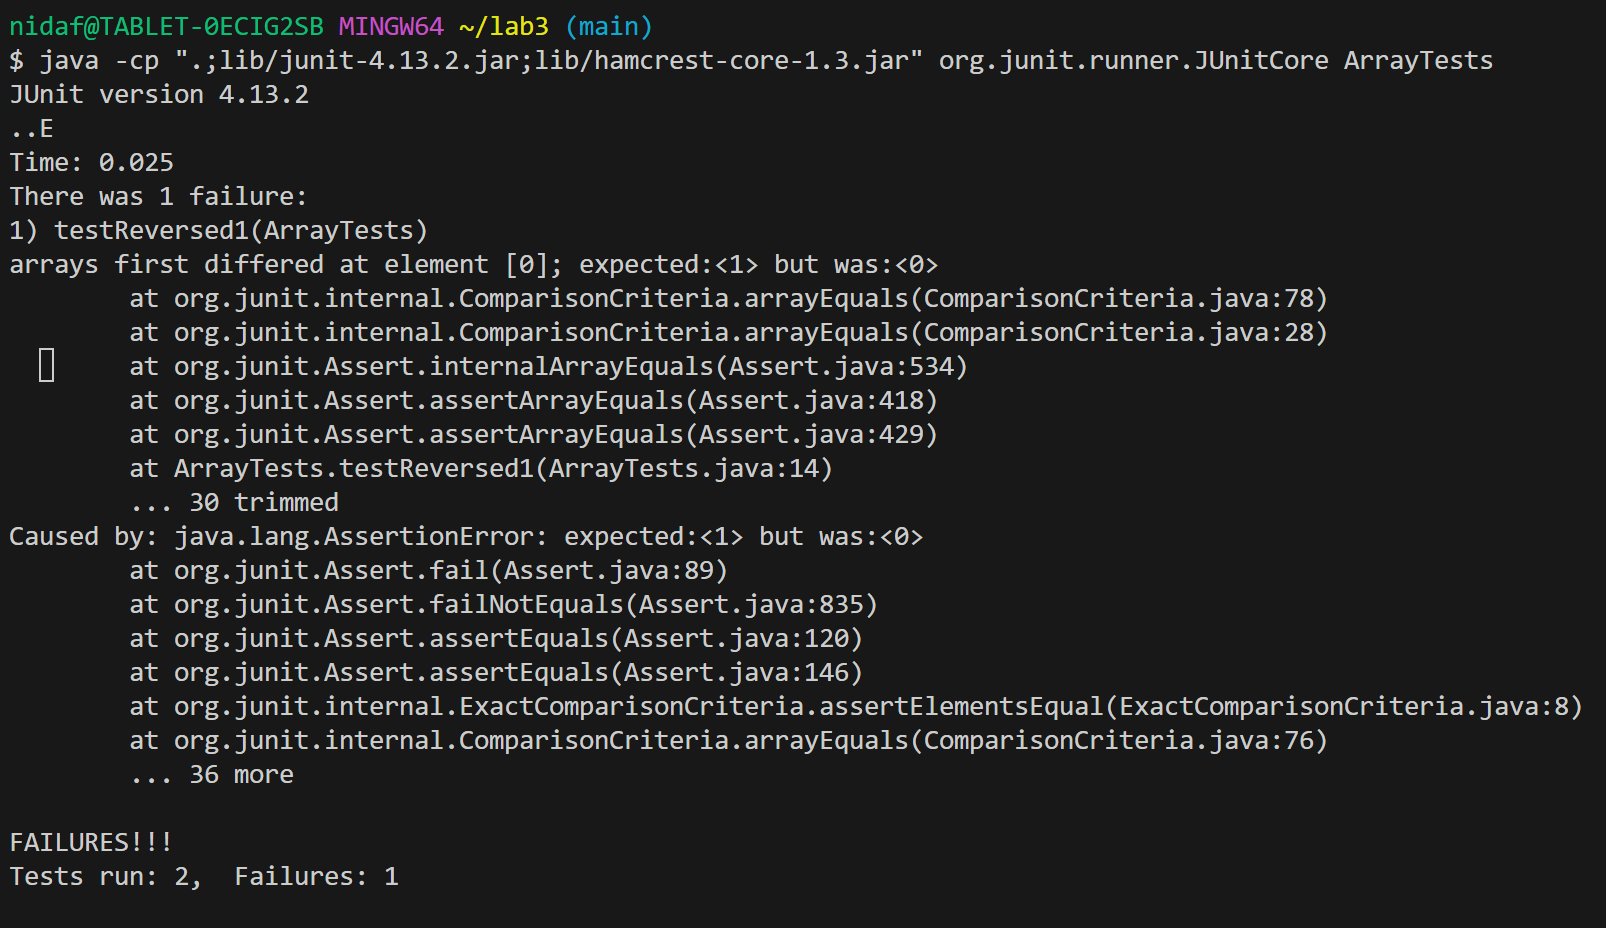 nidaf@TABLET-0ECIG2SB MINGW64 ~/lab3 (main)
$ java -cp ".;lib/junit-4.13.2.jar;lib/hamcrest-core-1.3.jar" org.junit.runner.JUnitCore ArrayTests
JUnit version 4.13.2
..E
Time: 0.025
There was 1 failure:
1) testReversed1(ArrayTests)
arrays first differed at element [0]; expected:<1> but was:<0>
        at org.junit.internal.ComparisonCriteria.arrayEquals(ComparisonCriteria.java:78)
        at org.junit.internal.ComparisonCriteria.arrayEquals(ComparisonCriteria.java:28)
        at org.junit.Assert.internalArrayEquals(Assert.java:534)
        at org.junit.Assert.assertArrayEquals(Assert.java:418)
        at org.junit.Assert.assertArrayEquals(Assert.java:429)
        at ArrayTests.testReversed1(ArrayTests.java:14)
        ... 30 trimmed
Caused by: java.lang.AssertionError: expected:<1> but was:<0>
        at org.junit.Assert.fail(Assert.java:89)
        at org.junit.Assert.failNotEquals(Assert.java:835)
        at org.junit.Assert.assertEquals(Assert.java:120)
        at org.junit.Assert.assertEquals(Assert.java:146)
        at org.junit.internal.ExactComparisonCriteria.assertElementsEqual(ExactComparisonCriteria.java:8)
        at org.junit.internal.ComparisonCriteria.arrayEquals(ComparisonCriteria.java:76)
        ... 36 more

FAILURES!!!
Tests run: 2,  Failures: 1